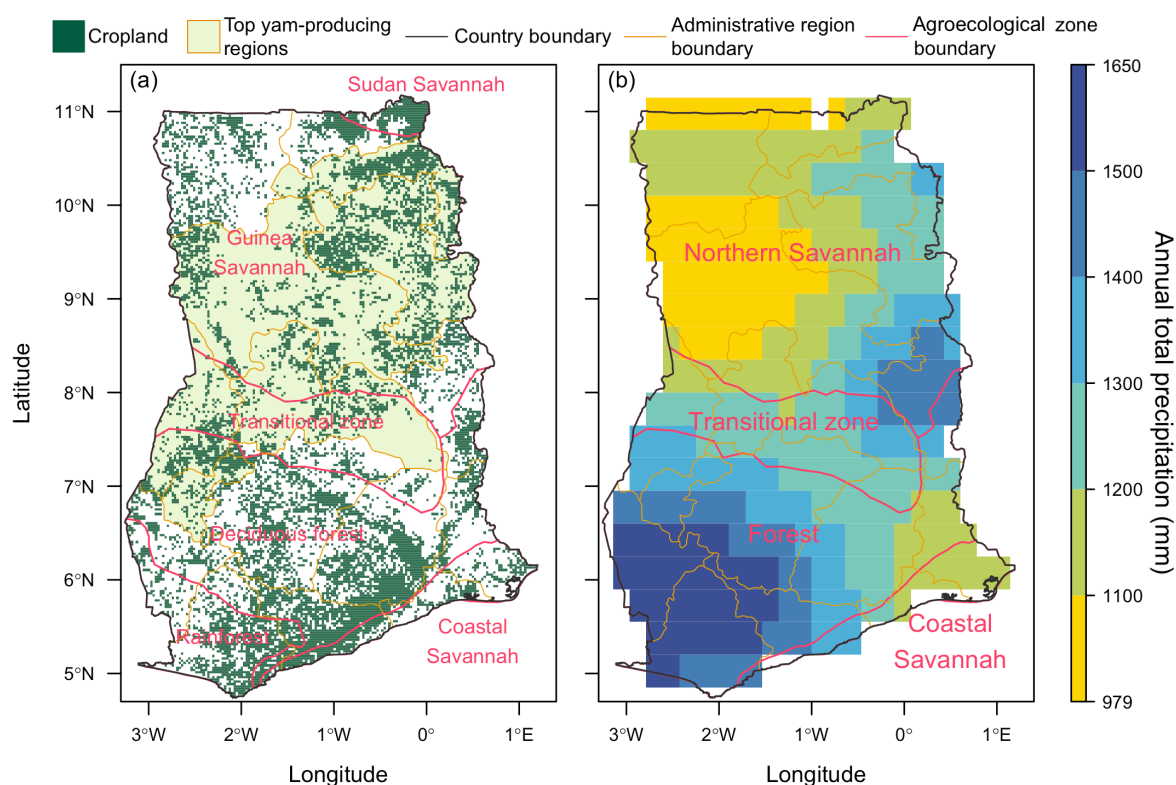 Cropland
Top yam-producing
regions
Country boundary
Administrative region
boundary
Agroecological zone
boundary
(a)
Sudan Savannah
Guinea
Savannah
Transitional zone
Deciduous forest
Rainforest
Coastal
Savannah
11°N
10°N
9°N
8°N
7°N
6°N
5°N
Latitude
3°W
2°W
1°W
0°
1°E
Longitude
(b)
Northern Savannah
Transitional zone
Forest
Coastal
Savannah
3°W
2°W
1°W
0°
1°E
Longitude
1650
1500
1400
1300
1200
1100
979
Annual total precipitation (mm)